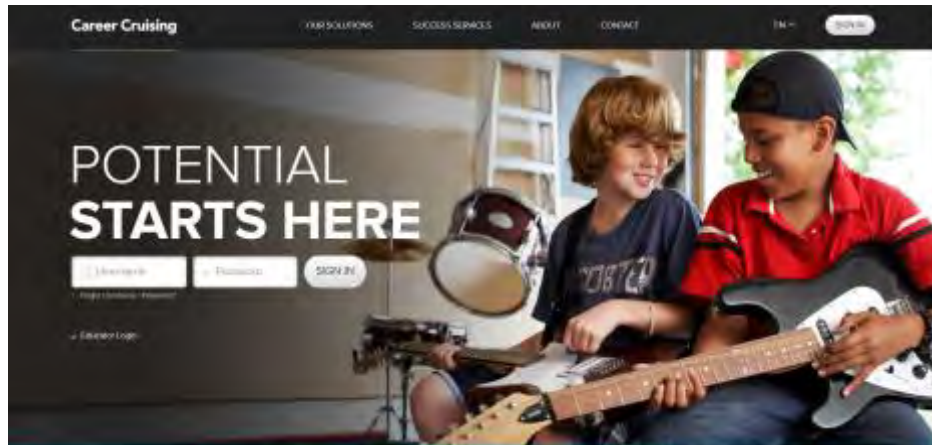 Career Cruising
OUR SOLUTIONS
SUCCESS SERVICES
ABOUT
CONTACT
SIGN IN
POTENTIAL
STARTS HERE
Username
Password
SIGN IN
Educator Login